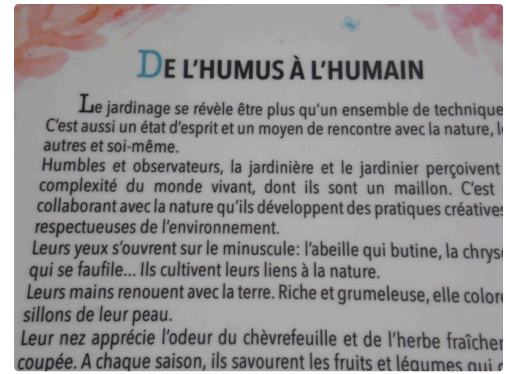 DE L'HUMUS À L'HUMAIN
Le jardinage se révèle être plus qu'un ensemble de technique
C'est aussi un état d'esprit et un moyen de rencontre avec la nature, l
autres et soi-même.
Humbles et observateurs, la jardinière et le jardinier perçoivent
complexité du monde vivant, dont ils sont un maillon. C'est
collaborant avec la nature qu'ils développent des pratiques créatives
respectueuses de l'environnement.
Leurs yeux s'ouvrent sur le minuscule: l'abeille qui butine, la chryso
qui se faufile... Ils cultivent leurs liens à la nature.
Leurs mains renouent avec la terre. Riche et grumeleuse, elle colore
sillons de leur peau.
Leur nez apprécie l'odeur du chèvrefeuille et de l'herbe fraîcher
coupée. A chaque saison, ils savourent les fruits et légumes qui